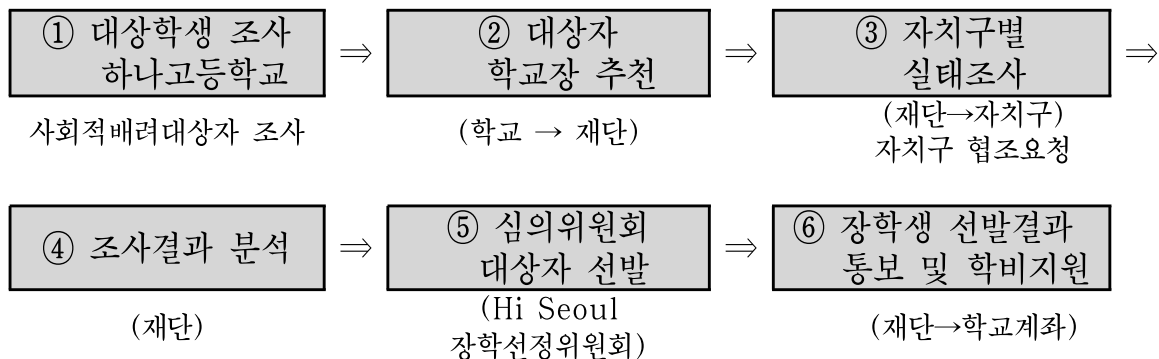 ① 대상학생 조사
하나고등학교
⇒
② 대상자
학교장 추천
⇒
③ 자치구별
실태조사
⇒
사회적배려대상자 조사
(학교 → 재단)
(재단→자치구)
자치구 협조요청
④ 조사결과 분석
⇒
⑤ 심의위원회
대상자 선발
⇒
⑥ 장학생 선발결과
통보 및 학비지원
(재단)
(Hi Seoul
장학선정위원회)
(재단→학교계좌)